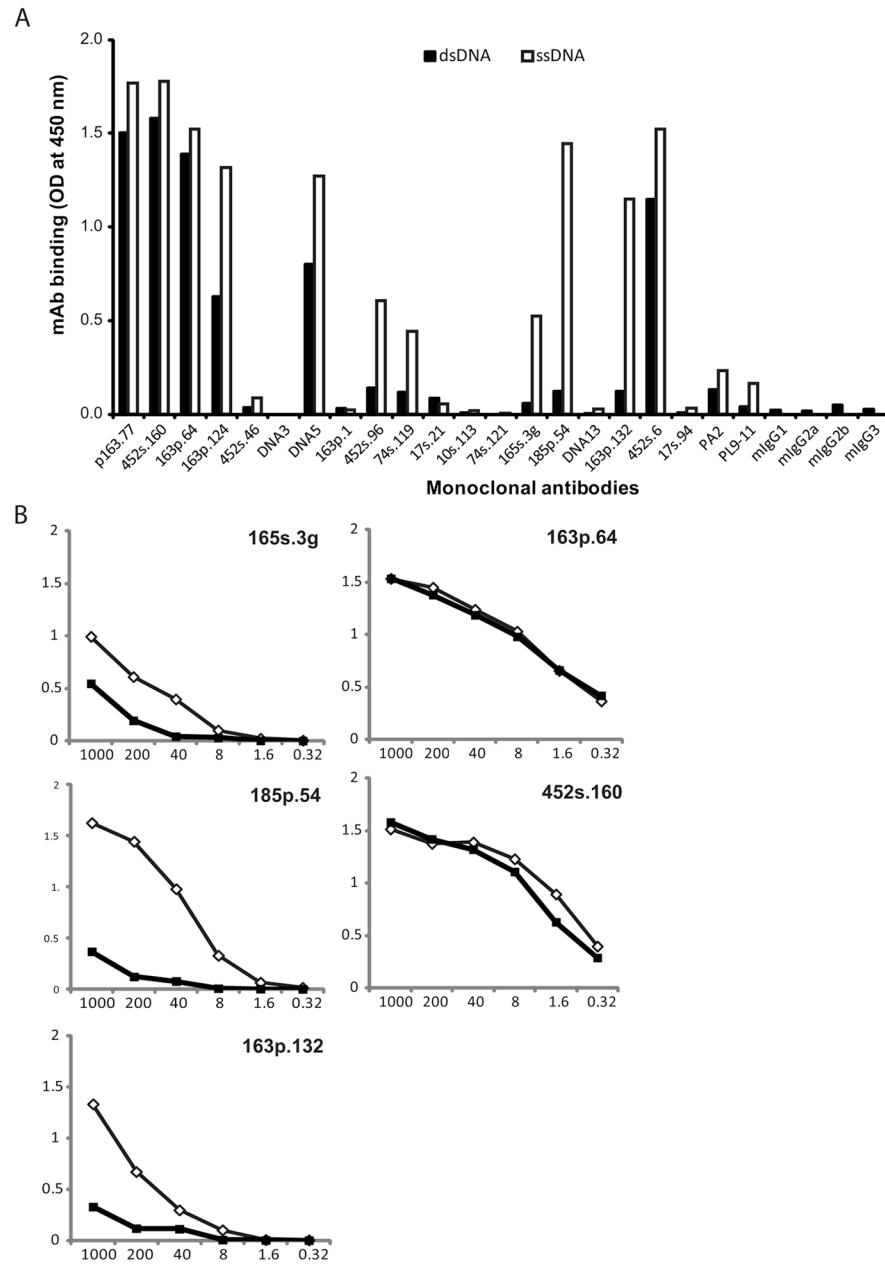 A
2.0
1.5
1.0
0.5
0.0
mAb binding (OD at 450 nm)
dsDNA ssDNA
p163.77 452s.160 163p.64 163p.124 452s.46 DNA3 DNA5 163p.1 452s.96 74s.119 17s.21 10s.113 74s.121 165s.3g 185p.54 DNA13 163p.132 452s.6 17s.94 PA2 PL9-11 mIgG1 mIgG2a mIgG2b mIgG3
Monoclonal antibodies
B
165s.3g
2
1.5
1
0.5
0
1000 200 40 8 1.6 0.32
163p.64
2
1.5
1
0.5
0
1000 200 40 8 1.6 0.32
185p.54
2
1.5
1.
0.5
0
1000 200 40 8 1.6 0.32
452s.160
2
1.5
1
0.5
0
1000 200 40 8 1.6 0.32
163p.132
2
1.5
1
0.5
0
1000 200 40 8 1.6 0.32